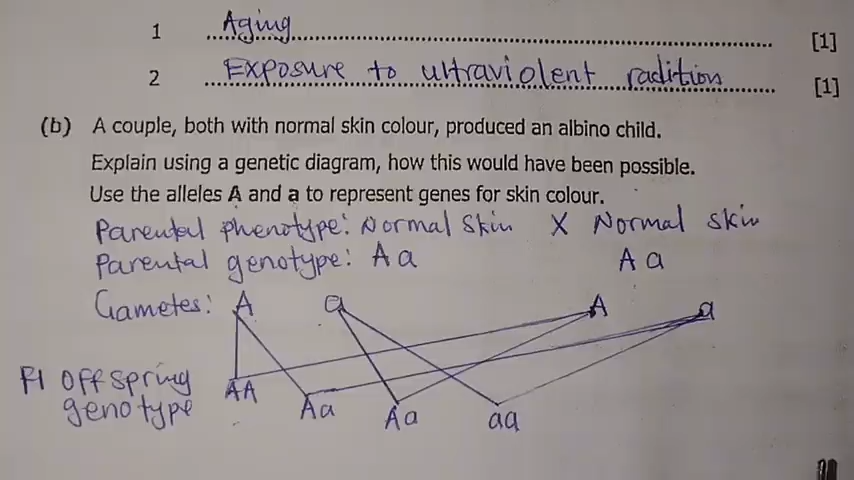 1 Aging [1]
2 Exposure to ultraviolent radition [1]
(b) A couple, both with normal skin colour, produced an albino child.
Explain using a genetic diagram, how this would have been possible.
Use the alleles A and a to represent genes for skin colour.
Parental phenotype: Normal skin X Normal skin
Parental genotype: Aa Aa
Gametes: A a A a
F1 Offspring
genotype
AA Aa Aa aa